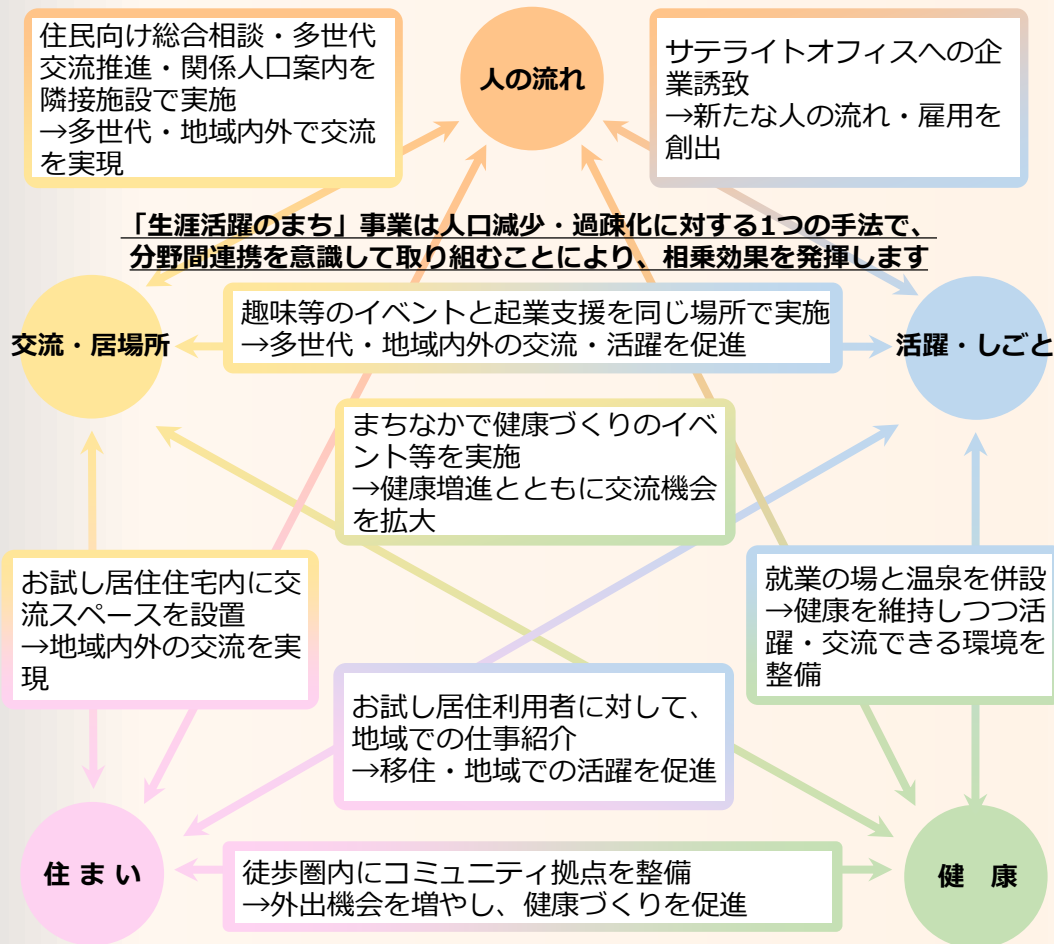 住民向け総合相談・多世代
交流推進・関係人口案内を
隣接施設で実施
→多世代・地域内外で交流
を実現
人の流れ
サテライトオフィスへの企
業誘致
→新たな人の流れ・雇用を
創出
「生涯活躍のまち」事業は人口減少・過疎化に対する1つの手法で、
分野間連携を意識して取り組むことにより、相乗効果を発揮します
交流・居場所
趣味等のイベントと起業支援を同じ場所で実施
→多世代・地域内外の交流・活躍を促進
活躍・しごと
まちなかで健康づくりのイベ
ント等を実施
→健康増進とともに交流機会
を拡大
お試し居住住宅内に交
流スペースを設置
→地域内外の交流を実
現
就業の場と温泉を併設
→健康を維持しつつ活
躍・交流できる環境を
整備
お試し居住利用者に対して、
地域での仕事紹介
→移住・地域での活躍を促進
住 ま い
徒歩圏内にコミュニティ拠点を整備
→外出機会を増やし、健康づくりを促進
健　康